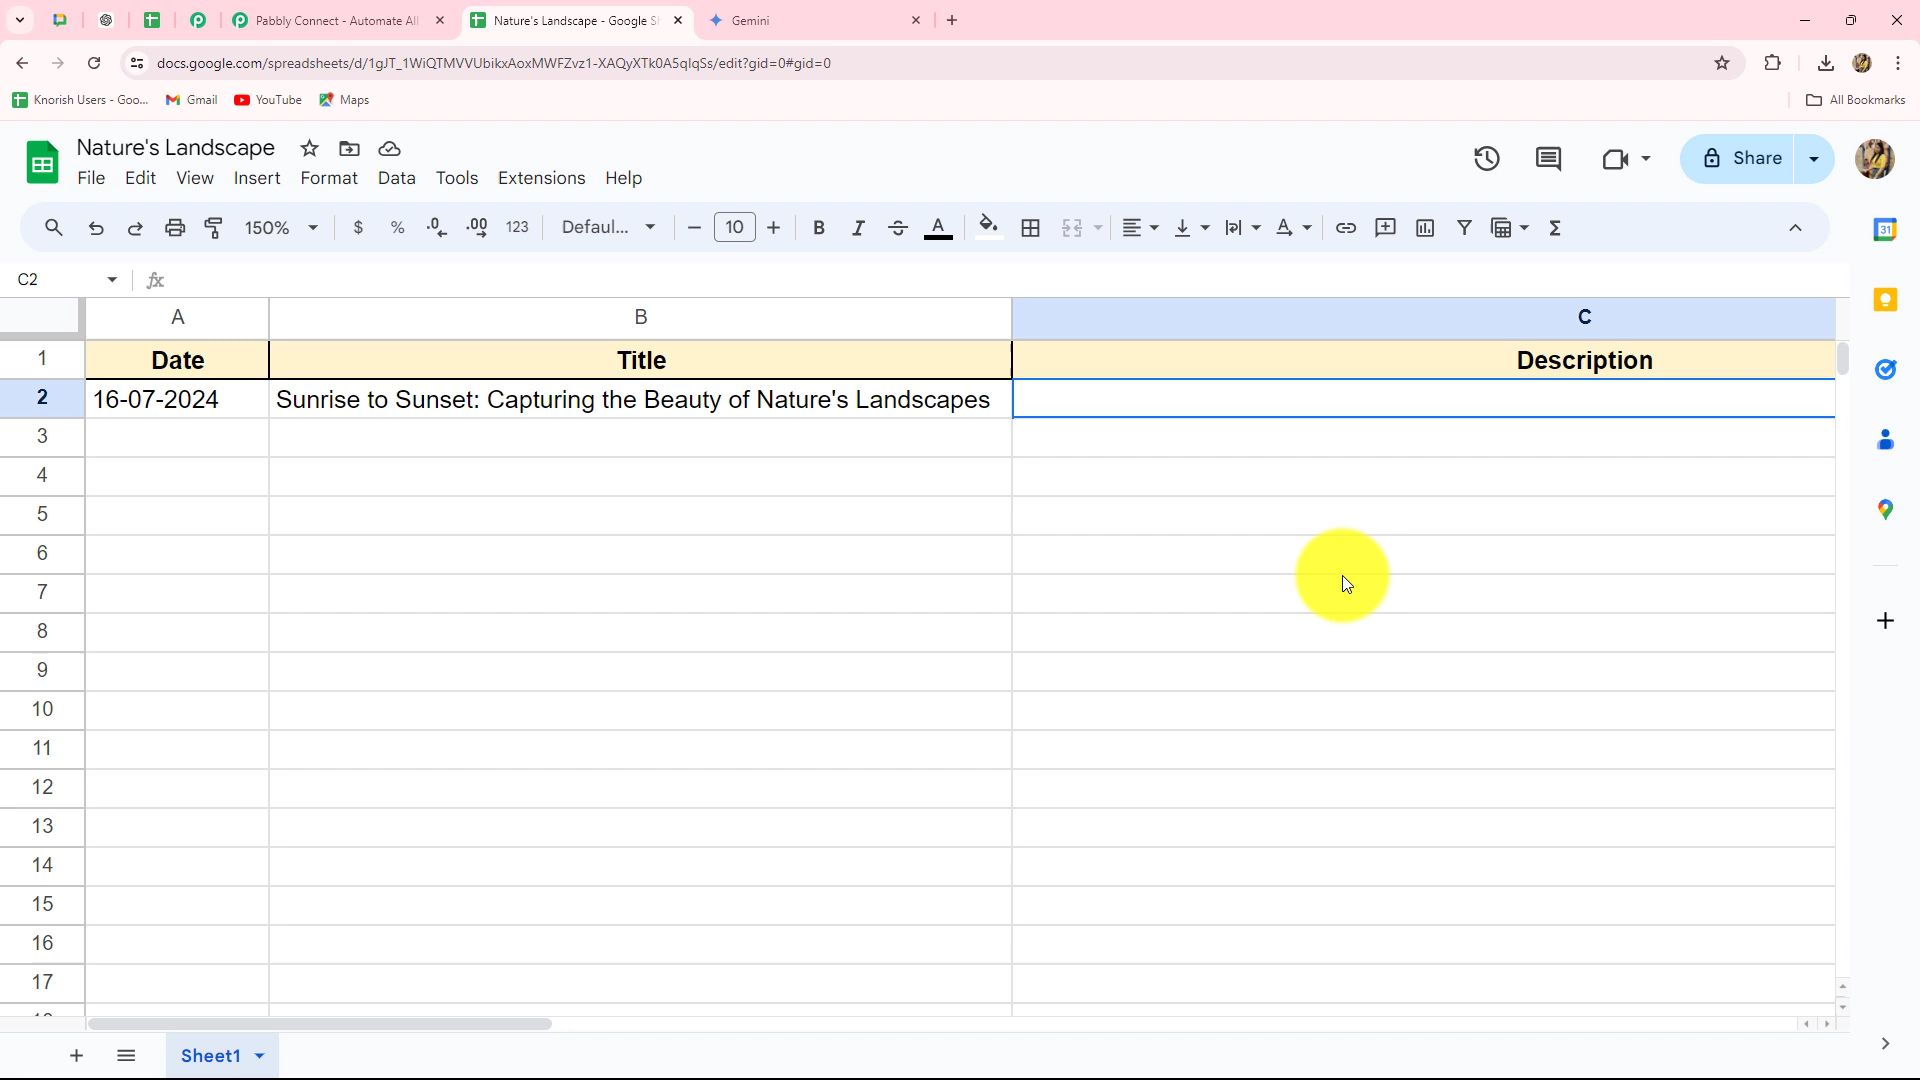 Pabbly Connect - Automate All
Nature's Landscape - Google Sh
Gemini
docs.google.com/spreadsheets/d/1gJT_1WiQTMVVUbikxAoxMWFZvz1-XAQyXTk0A5qlqSs/edit?gid=0#gid=0
Knorish Users - Goo... Gmail YouTube Maps All Bookmarks
Nature's Landscape
File Edit View Insert Format Data Tools Extensions Help
Share
150% $ % .0 .00 123 Defaul... 10 B I S A
31
C2 fx
A B C
1 Date Title Description
2 16-07-2024 Sunrise to Sunset: Capturing the Beauty of Nature's Landscapes
3
4
5
6
7
8
9
10
11
12
13
14
15
16
17
Sheet1